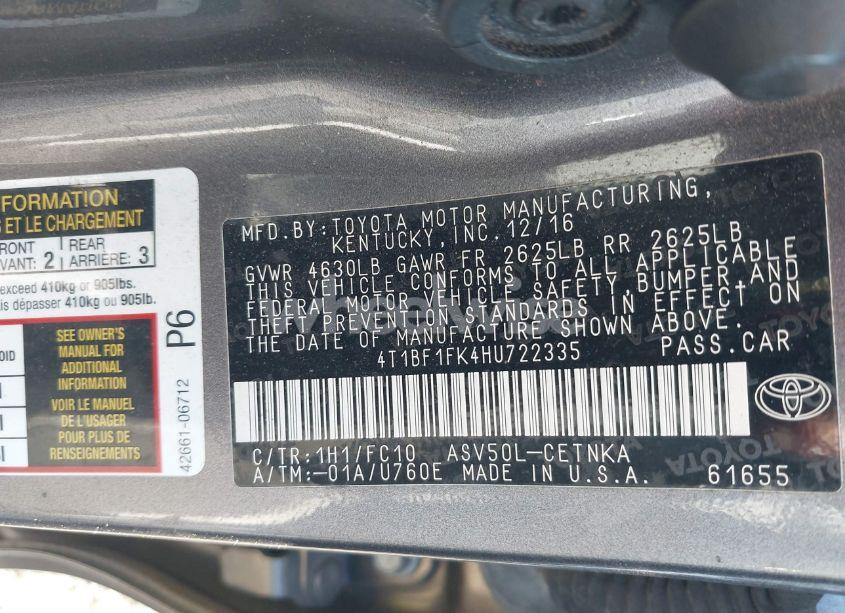 FORMATION
S ET LE CHARGEMENT
FRONT
VANT: 2
REAR
ARRIÈRE: 3
exceed 410kg or 905lbs.
ais dépasser 410kg ou 905lb.
OID
SEE OWNER'S
MANUAL FOR
ADDITIONAL
INFORMATION
VOIR LE MANUEL
DE L'USAGER
POUR PLUS DE
RENSEIGNEMENTS
P6
42661-06712
MFD.BY:TOYOTA MOTOR MANUFACTURING,
KENTUCKY,INC.12/16
GVWR 4630LB GAWR FR 2625LB RR 2625LB
THIS VEHICLE CONFORMS TO ALL APPLICABLE
FEDERAL MOTOR VEHICLE SAFETY,BUMPER,AND
THEFT PREVENTION STANDARDS IN EFFECT ON
THE DATE OF MANUFACTURE SHOWN ABOVE.
4T1BF1FK4HU722335 PASS.CAR
C/TR:1H1/FC10 ASV50L-CETNKA
A/TM:-01A/U760E MADE IN U.S.A. 61655